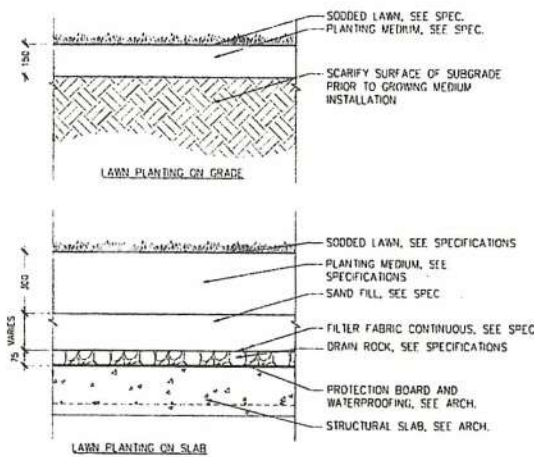 SODDED LAWN, SEE SPEC.
PLANTING MEDIUM, SEE SPEC.
150
SCARIFY SURFACE OF SUBGRADE
PRIOR TO GROWING MEDIUM
INSTALLATION
LAWN PLANTING ON GRADE
SODDED LAWN, SEE SPECIFICATIONS
PLANTING MEDIUM, SEE
SPECIFICATIONS
300
SAND FILL, SEE SPEC
VARIES
FILTER FABRIC CONTINUOUS, SEE SPEC
DRAIN ROCK, SEE SPECIFICATIONS
75
PROTECTION BOARD AND
WATERPROOFING, SEE ARCH.
STRUCTURAL SLAB, SEE ARCH.
LAWN PLANTING ON SLAB